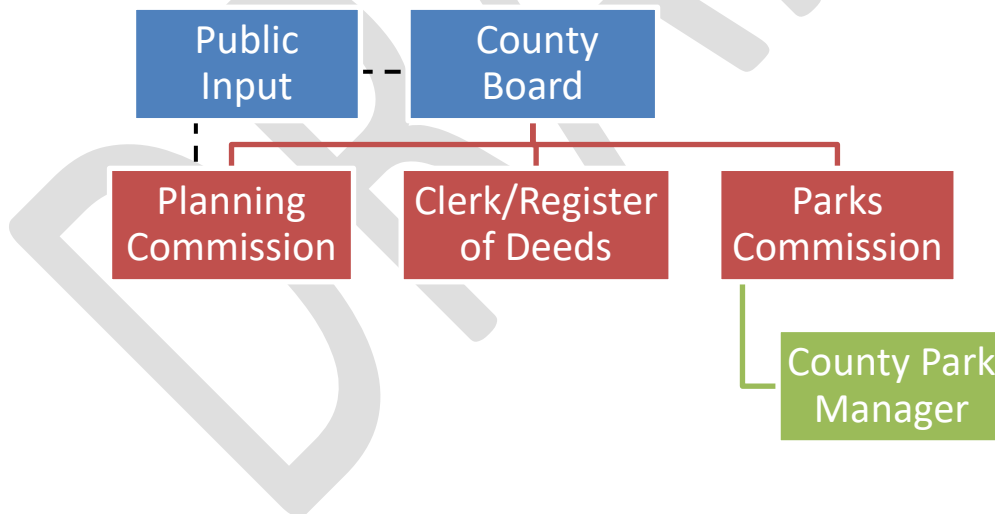 Public
Input
County
Board
Planning
Commission
Clerk/Register
of Deeds
Parks
Commission
County Park
Manager